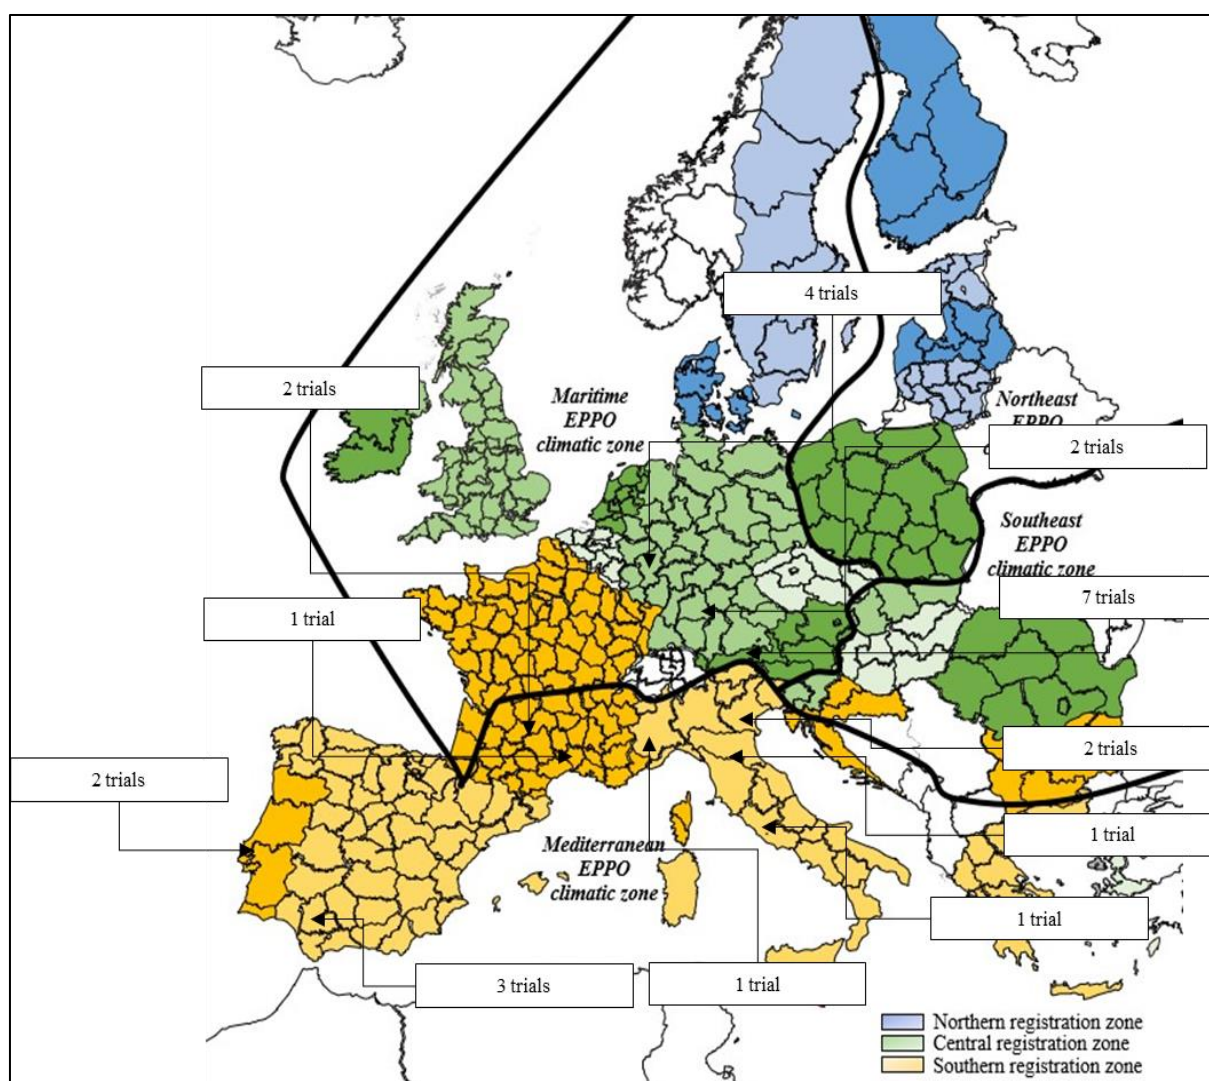 4 trials
2 trials
Maritime
EPPO
climatic zone
Northeast
EPPO
2 trials
Southeast
EPPO
climatic zone
7 trials
1 trial
2 trials
2 trials
1 trial
Mediterranean
EPPO
climatic zone
1 trial
3 trials
1 trial
Northern registration zone
Central registration zone
Southern registration zone